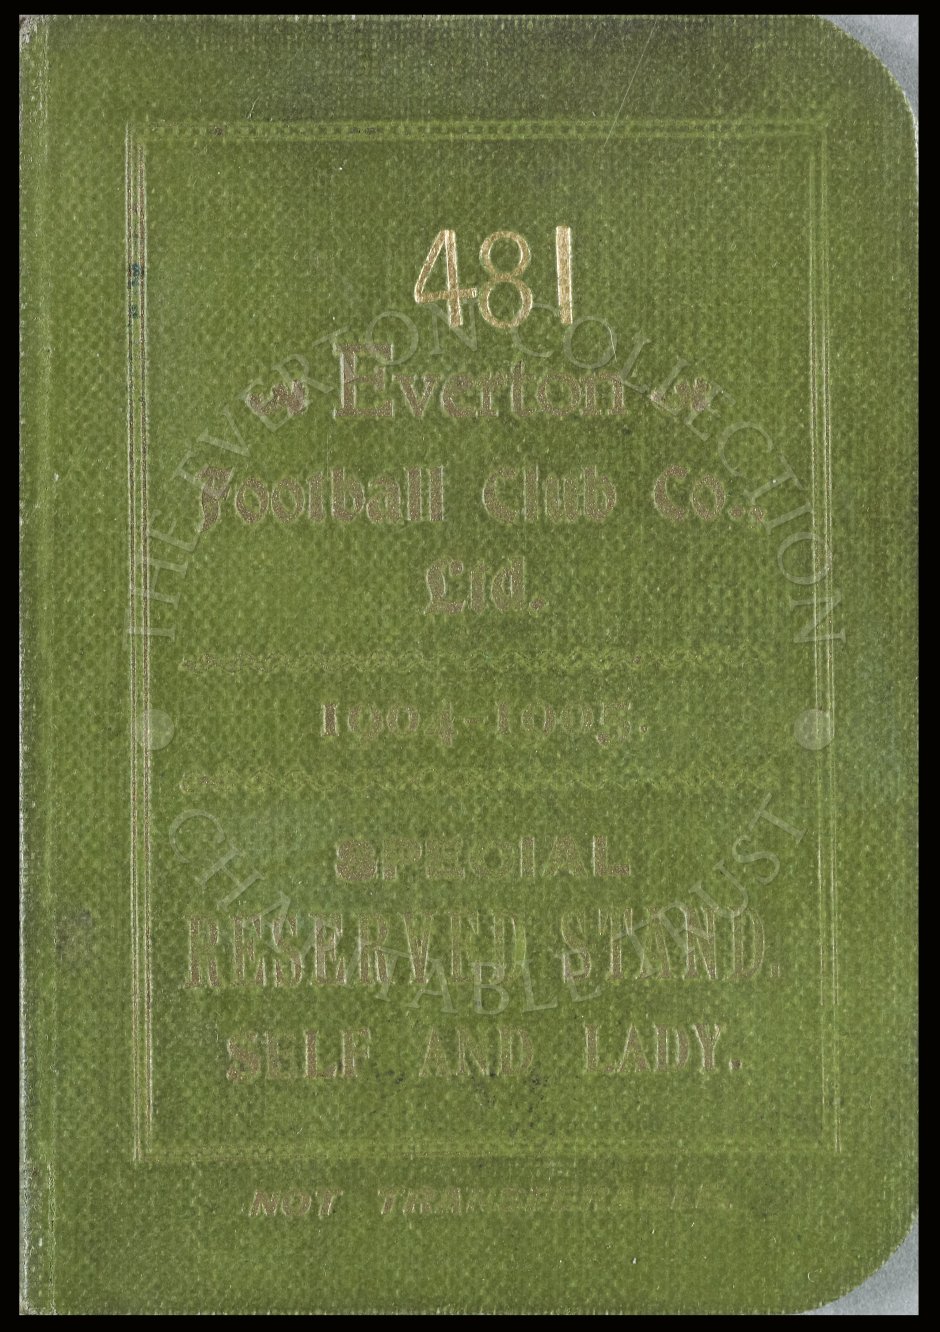 481
Everton
Football Club Co.,
Ltd.
1904-1905.
SPECIAL
RESERVED STAND.
SELF AND LADY.
NOT TRANSFERABLE.
THE EVERTON COLLECTION
CHARITABLE TRUST